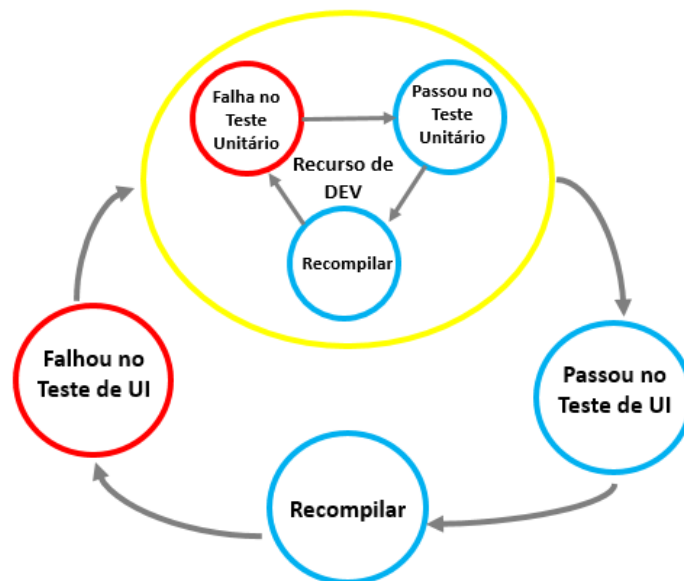 Falha no
Teste
Unitário
Passou no
Teste
Unitário
Recurso de
DEV
Recompilar
Falhou no
Teste de UI
Passou no
Teste de UI
Recompilar